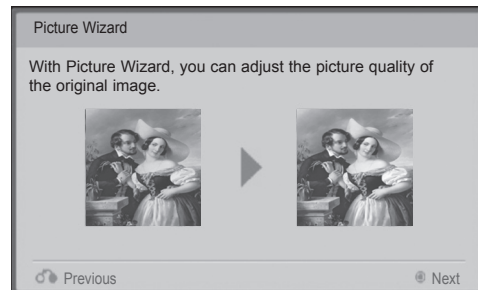 Picture Wizard
With Picture Wizard, you can adjust the picture quality of
the original image.
Previous
Next